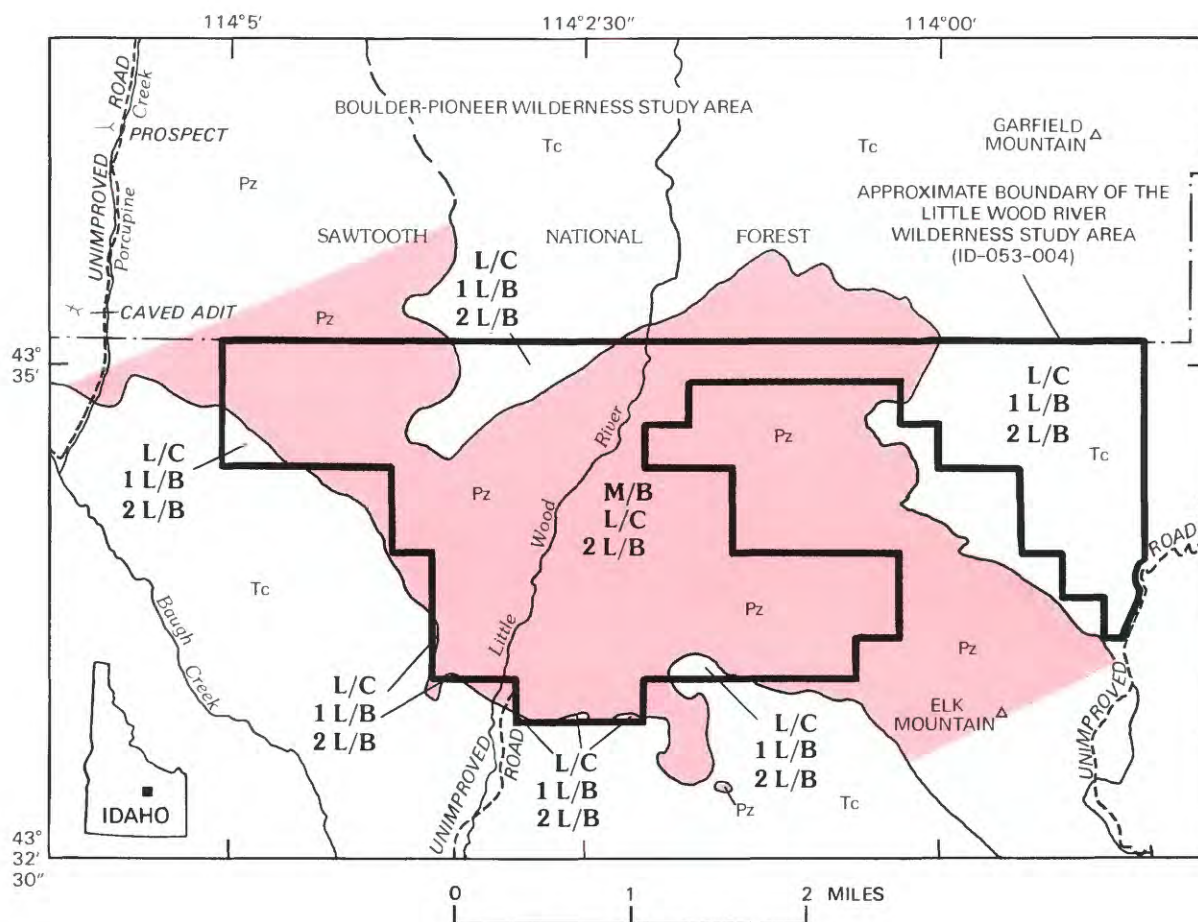 114°5′
114°2′30″
114°00′
UNIMPROVED ROAD
Porcupine Creek
PROSPECT
BOULDER-PIONEER WILDERNESS STUDY AREA
Tc
Tc
GARFIELD
MOUNTAIN
Pz
APPROXIMATE BOUNDARY OF THE
LITTLE WOOD RIVER
WILDERNESS STUDY AREA
(ID-053-004)
SAWTOOTH NATIONAL FOREST
L/C
1 L/B
2 L/B
CAVED ADIT
Pz
43°
35′
L/C
1 L/B
2 L/B
Tc
L/C
1 L/B
2 L/B
Pz
Pz
M/B
L/C
2 L/B
Little Wood River
Tc
Baugh Creek
Pz
Pz
UNIMPROVED ROAD
L/C
1 L/B
2 L/B
ELK
MOUNTAIN
L/C
1 L/B
2 L/B
UNIMPROVED
ROAD
L/C
1 L/B
2 L/B
Pz
Tc
IDAHO
43°
32′
30″
0 1 2 MILES